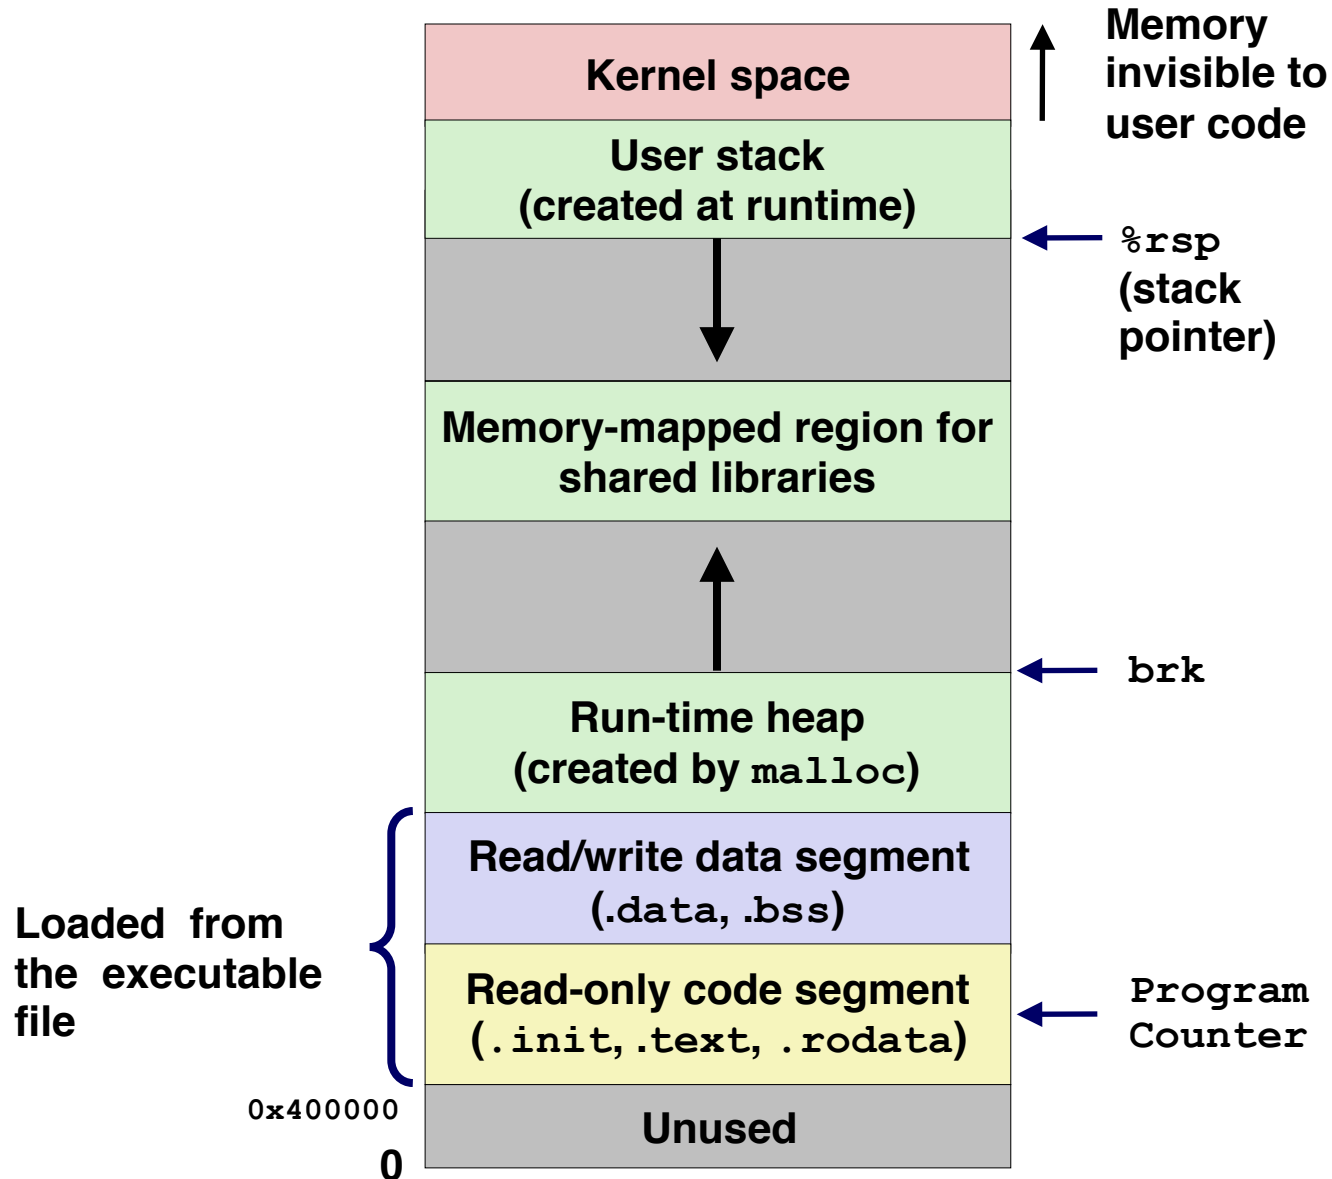 Kernel space
Memory
invisible to
user code
User stack
(created at runtime)
%rsp
(stack
pointer)
Memory-mapped region for
shared libraries
brk
Run-time heap
(created by malloc)
Read/write data segment
(.data, .bss)
Loaded from
the executable
file
Read-only code segment
(.init, .text, .rodata)
Program
Counter
0x400000
Unused
0